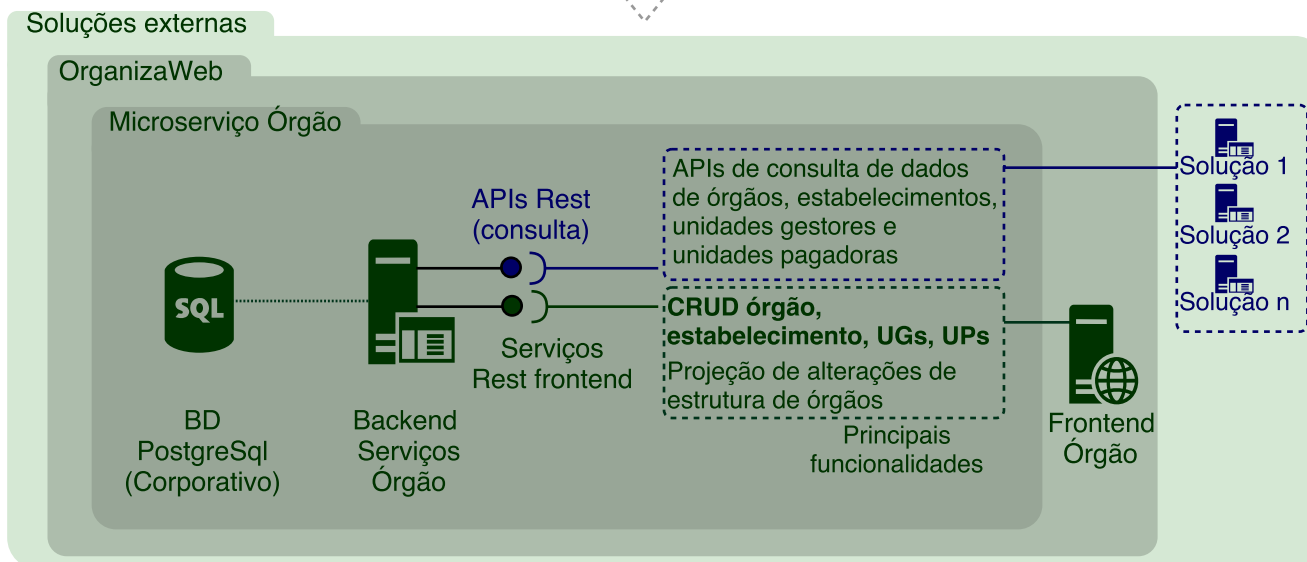 Soluções externas
OrganizaWeb
Microserviço Órgão
APIs Rest
(consulta)
APIs de consulta de dados
de órgãos, estabelecimentos,
unidades gestores e
unidades pagadoras
Solução 1
Solução 2
Solução n
SQL
CRUD órgão,
estabelecimento, UGs, UPs
Projeção de alterações de
estrutura de órgãos
Serviços
Rest frontend
BD
PostgreSql
(Corporativo)
Backend
Serviços
Órgão
Principais
funcionalidades
Frontend
Órgão